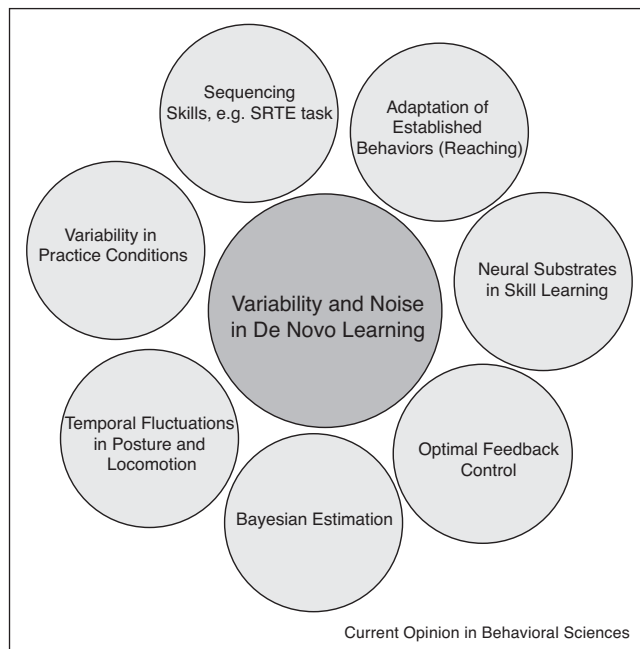 Sequencing
Skills, e.g. SRTE task
Adaptation of
Established
Behaviors (Reaching)
Variability in
Practice Conditions
Neural Substrates
in Skill Learning
Variability and Noise
in De Novo Learning
Temporal Fluctuations
in Posture and
Locomotion
Optimal Feedback
Control
Bayesian Estimation
Current Opinion in Behavioral Sciences